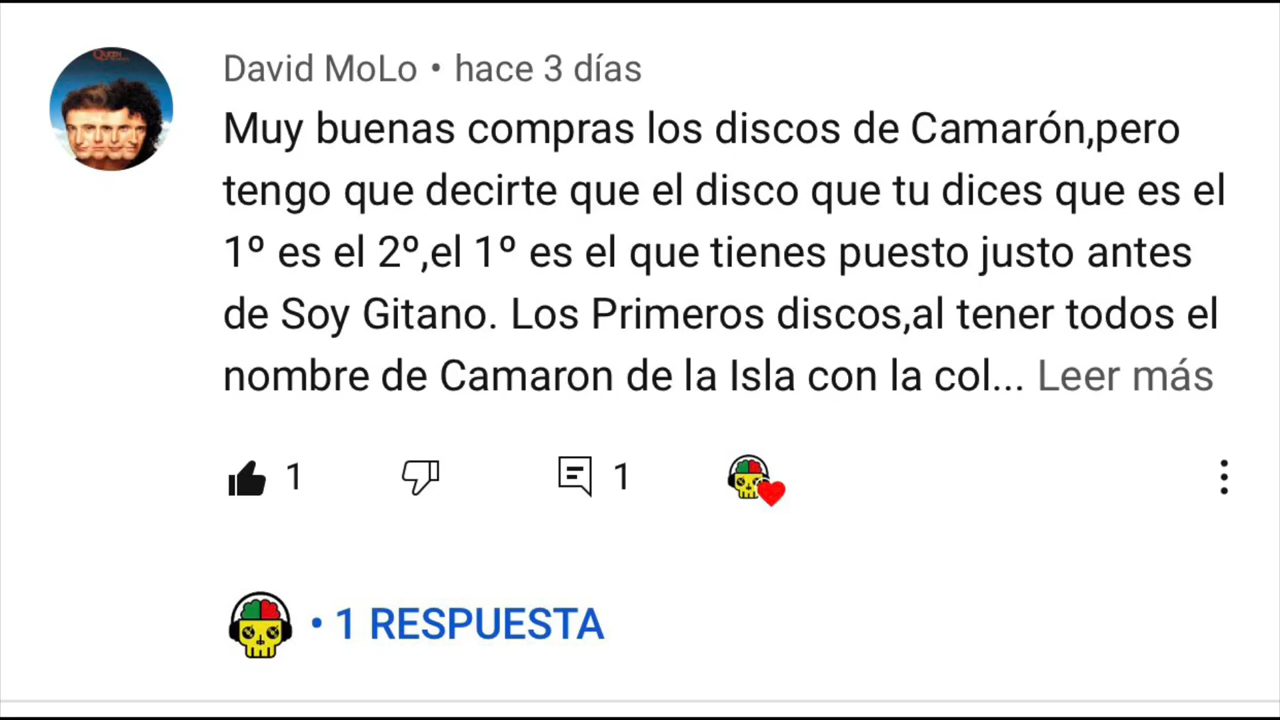 David MoLo • hace 3 días
Muy buenas compras los discos de Camarón,pero
tengo que decirte que el disco que tu dices que es el
1º es el 2º,el 1º es el que tienes puesto justo antes
de Soy Gitano. Los Primeros discos,al tener todos el
nombre de Camaron de la Isla con la col... Leer más
1 1
• 1 RESPUESTA